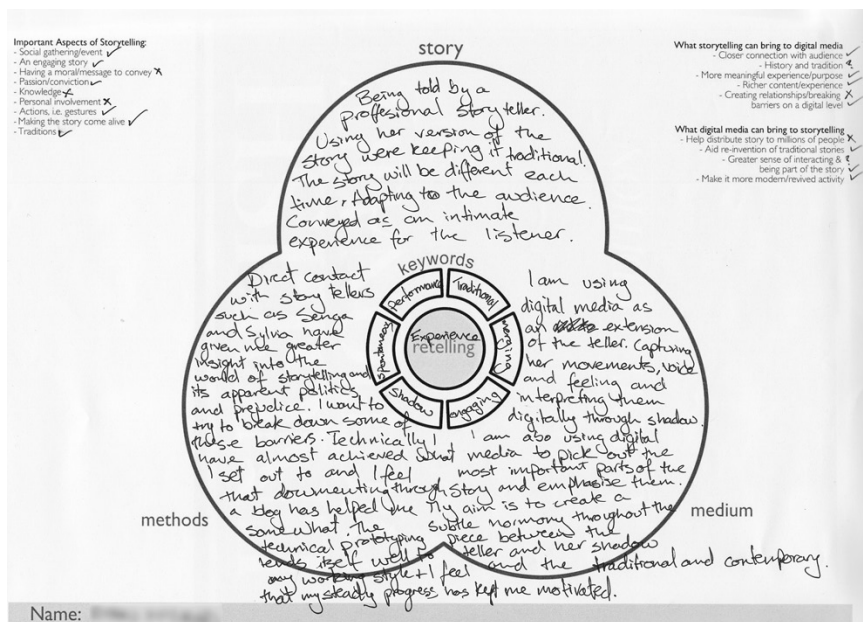 Important Aspects of Storytelling:
- Social gathering/event ✓
- An engaging story ✓
- Having a moral/message to convey ✗
- Passion/conviction ✓
- Knowledge ✗
- Personal involvement ✗
- Actions, i.e. gestures ✓
- Making the story come alive ✓
- Traditions ✓
What storytelling can bring to digital media
- Closer connection with audience ✓
- History and tradition ?
- More meaningful experience/purpose ✓
- Richer content/experience ✓
- Creating relationships/breaking ✗
barriers on a digital level ✓
What digital media can bring to storytelling
- Help distribute story to millions of people ✗
- Aid re-invention of traditional stories ✓
- Greater sense of interacting & ?
being part of the story ✓
- Make it more modern/revived activity ✓
story
Being told by a
proffesional storyteller.
Using her version of the
story were keeping it traditional.
The story will be different each
time, Adapting to the audience.
Conveyed as an intimate
experience for the listener.
keywords
Performance
Traditional
merging
engaging
shadow
spontaneous
Experience
retelling
Direct contact
with story tellers
such as Senga
and Sylvia have
given me greater
insight into the
world of storytelling and
its apparent politics
and prejudice. I want to
try to break down some of
these barriers. Technically I
have almost achieved what
I set out to and I feel
that documenting through
a blog has helped me
somewhat. The
technical prototyping
lends itself well to
my working style + I feel
that my steady progress has kept me motivated.
methods
I am using
digital media as
an extension
of the teller. Capturing
her movements, voice
and feeling and
interpreting them
digitally through shadow.
I am also using digital
media to pick out the
most important parts of the
story and emphasise them.
My aim is to create a
subtle harmony throughout the
piece between the
teller and her shadow
and the traditional and contemporary.
medium
Name: